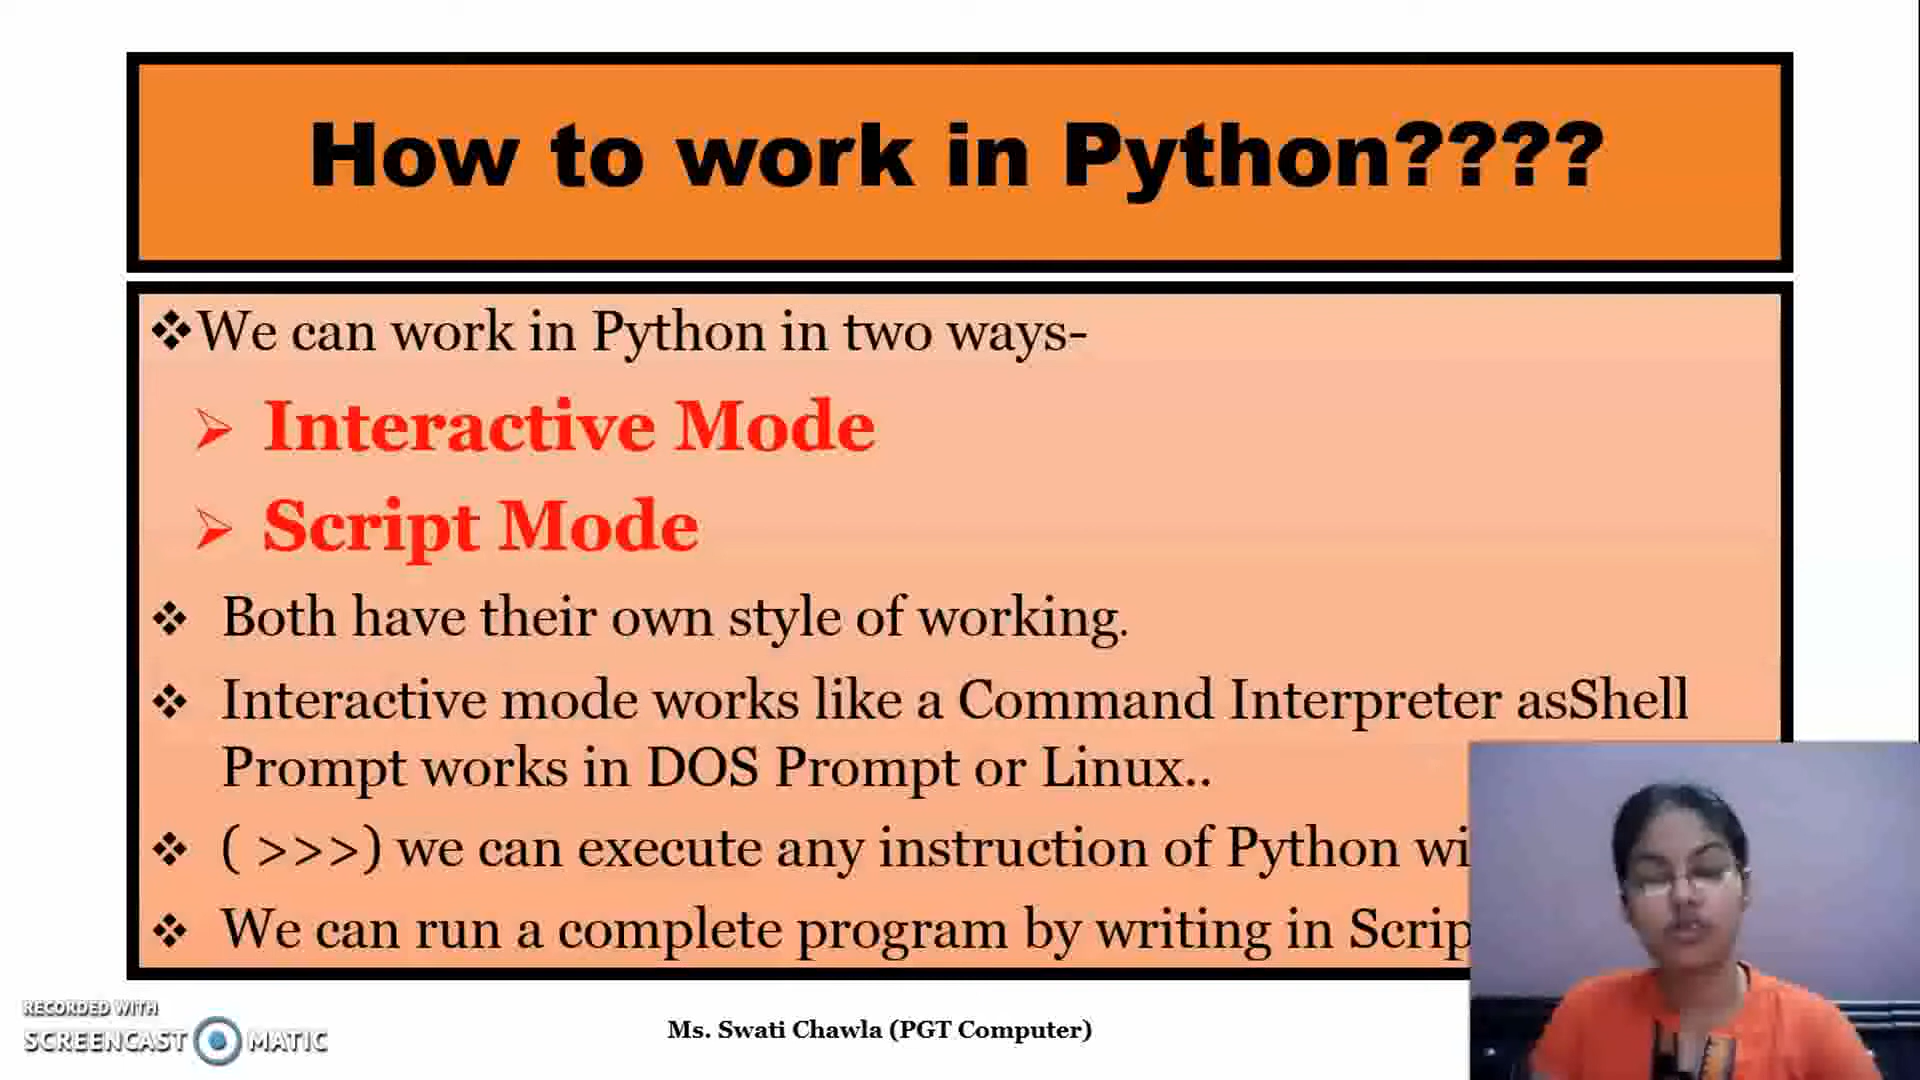 How to work in Python????
We can work in Python in two ways-
Interactive Mode
Script Mode
Both have their own style of working.
Interactive mode works like a Command Interpreter asShell
Prompt works in DOS Prompt or Linux..
( >>>) we can execute any instruction of Python
We can run a complete program by writing in
RECORDED WITH
SCREENCAST MATIC
Ms. Swati Chawla (PGT Computer)